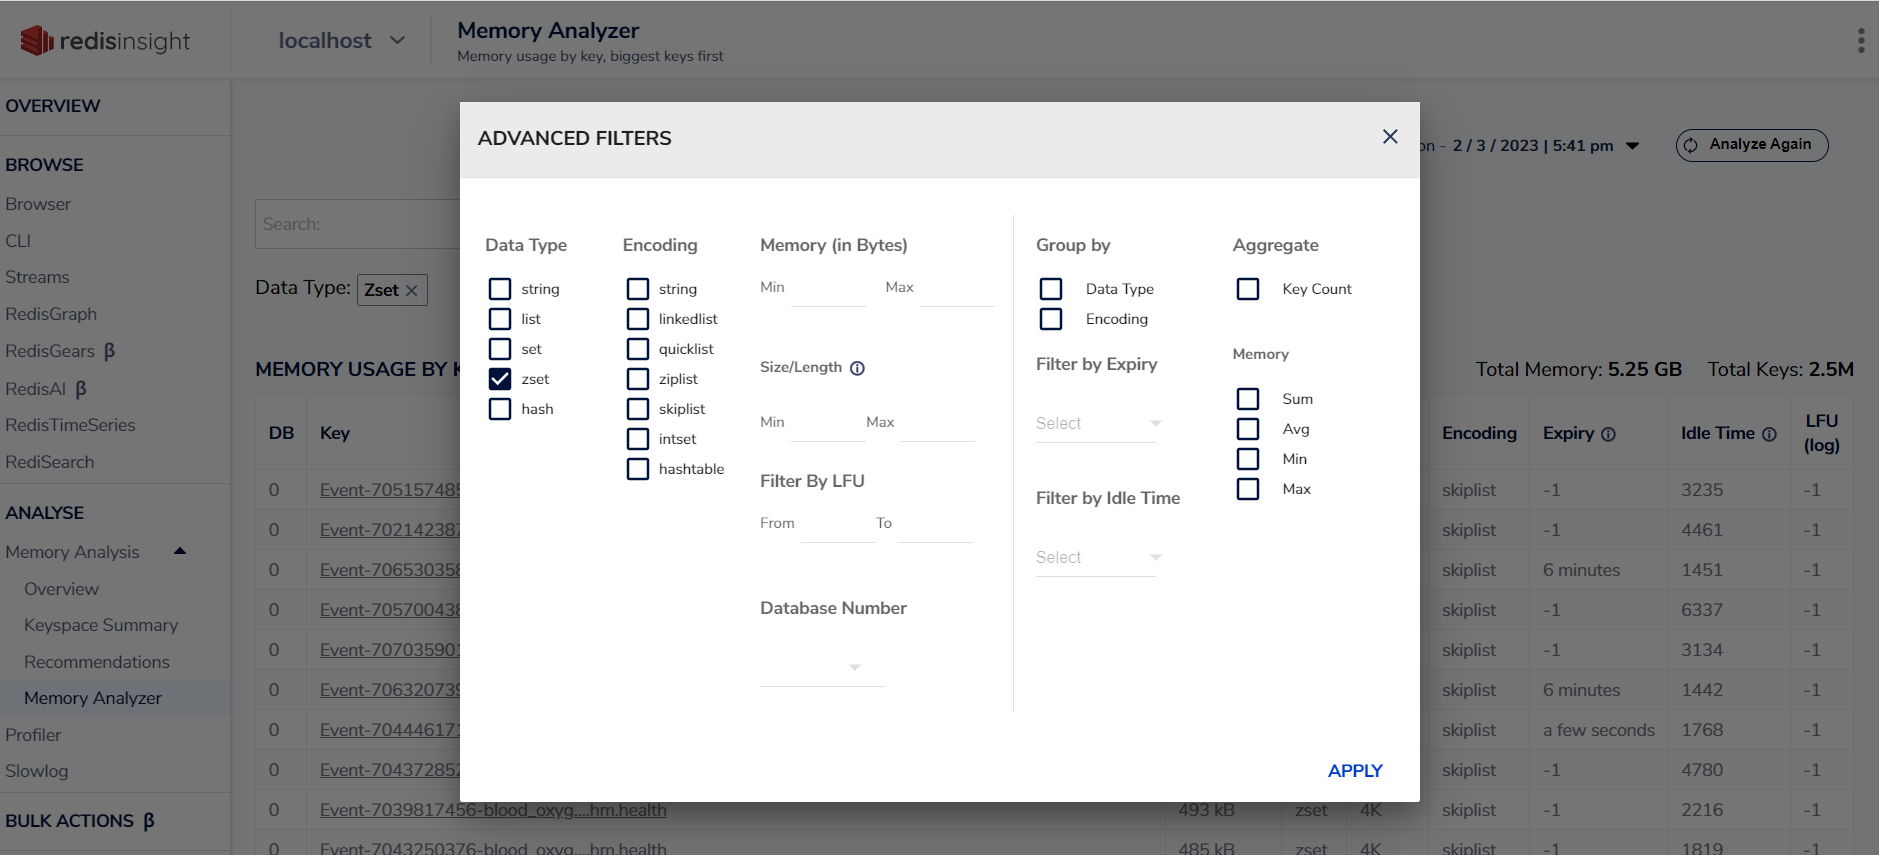 redisinsight
localhost
Memory Analyzer
Memory usage by key, biggest keys first
OVERVIEW
BROWSE
Browser
CLI
Streams
RedisGraph
RedisGears β
RedisAI β
RedisTimeSeries
RediSearch
ANALYSE
Memory Analysis
Overview
Keyspace Summary
Recommendations
Memory Analyzer
Profiler
Slowlog
BULK ACTIONS β
on - 2 / 3 / 2023 | 5:41 pm
Analyze Again
Search:
Data Type: Zset
MEMORY USAGE BY
Total Memory: 5.25 GB Total Keys: 2.5M
ADVANCED FILTERS
Data Type
string
list
set
zset
hash
Encoding
string
linkedlist
quicklist
ziplist
skiplist
intset
hashtable
Memory (in Bytes)
Min Max
Size/Length
Min Max
Filter By LFU
From To
Database Number
Group by
Data Type
Encoding
Filter by Expiry
Select
Filter by Idle Time
Select
Aggregate
Key Count
Memory
Sum
Avg
Min
Max
APPLY
DB Key Encoding Expiry Idle Time LFU (log)
0 Event-70515748 skiplist -1 3235 -1
0 Event-70214238 skiplist -1 4461 -1
0 Event-70653035 skiplist 6 minutes 1451 -1
0 Event-70570043 skiplist -1 6337 -1
0 Event-70703590 skiplist -1 3134 -1
0 Event-70632073 skiplist 6 minutes 1442 -1
0 Event-70444617 skiplist a few seconds 1768 -1
0 Event-70437285 skiplist -1 4780 -1
0 Event-7039817456-blood_oxyg....hm.health 493 kB zset 4K skiplist -1 2216 -1
0 Event-7043250376-blood_oxyg....hm.health 485 kB zset 4K skiplist -1 1819 -1